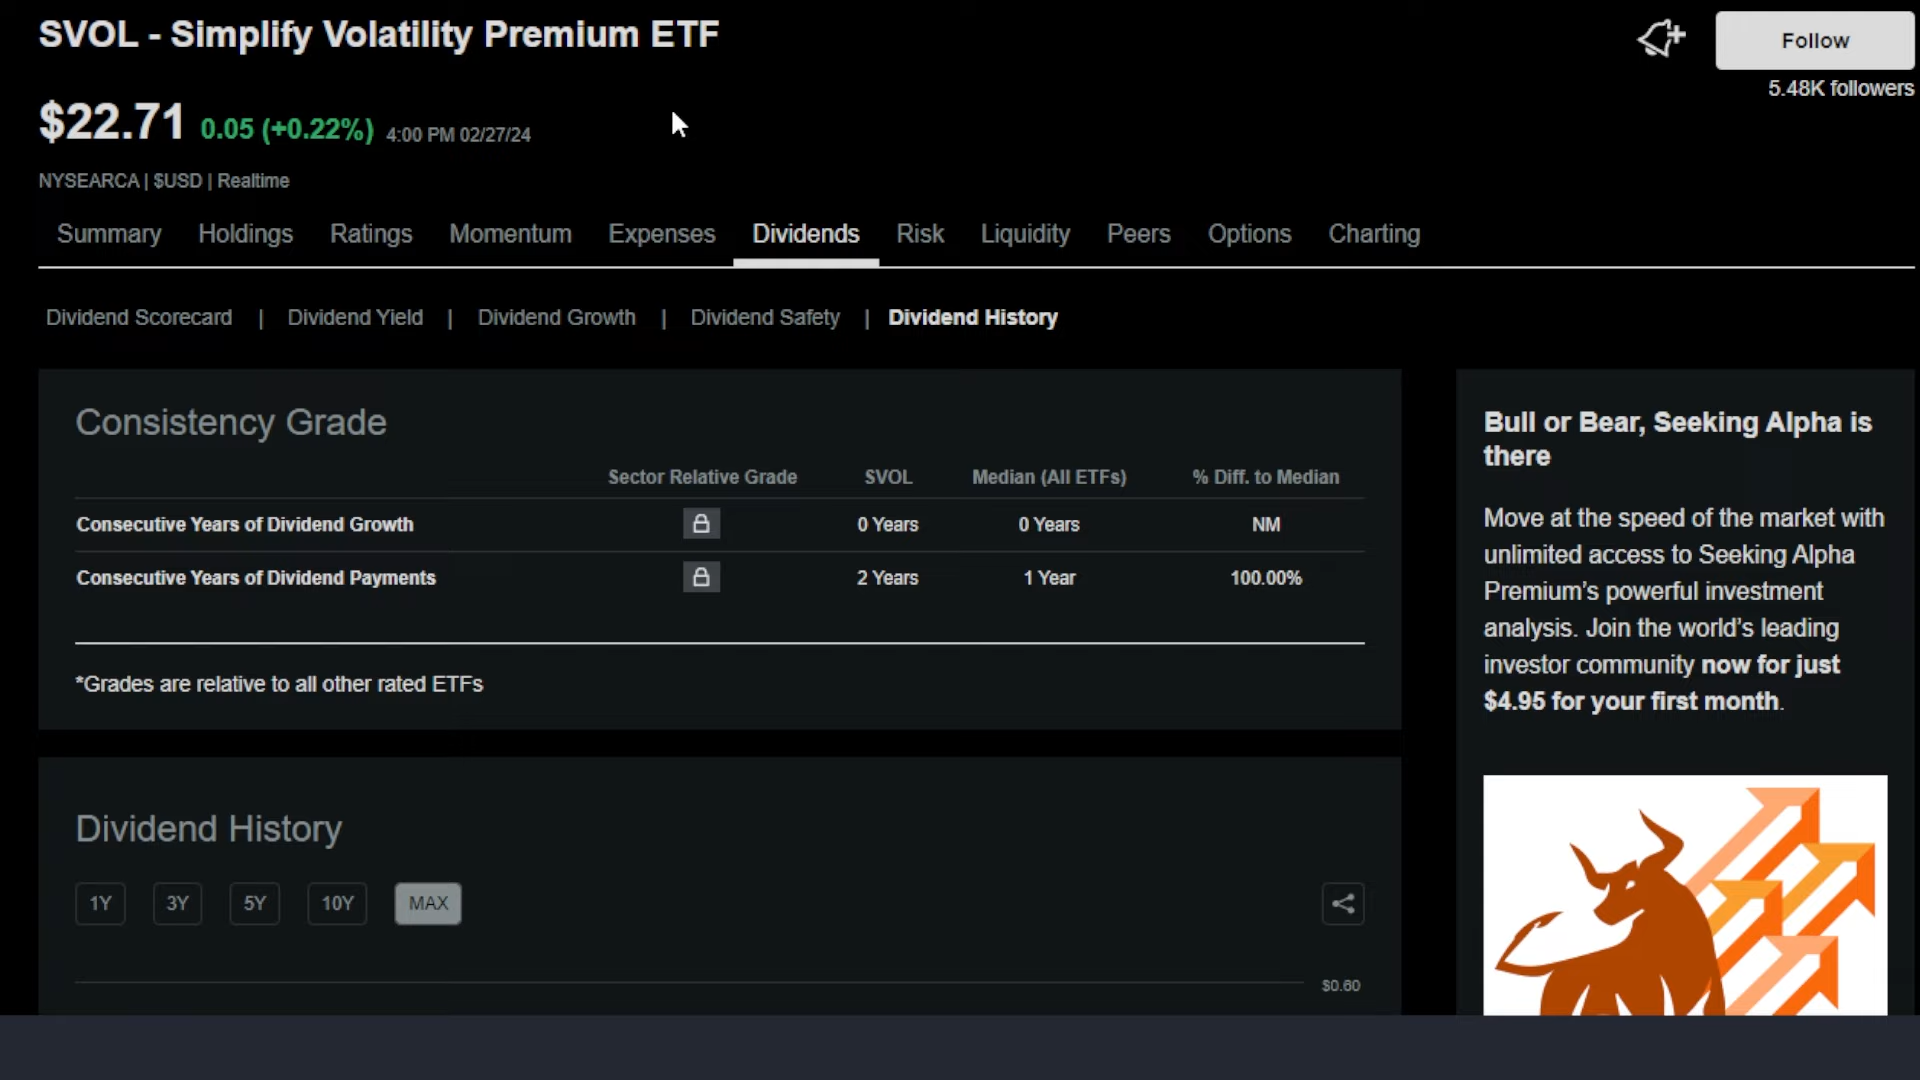 SVOL - Simplify Volatility Premium ETF
Follow
5.48K followers
$22.71 0.05 (+0.22%) 4:00 PM 02/27/24
NYSEARCA | $USD | Realtime
Summary Holdings Ratings Momentum Expenses Dividends Risk Liquidity Peers Options Charting
Dividend Scorecard | Dividend Yield | Dividend Growth | Dividend Safety | Dividend History
Consistency Grade
Sector Relative Grade SVOL Median (All ETFs) % Diff. to Median
Consecutive Years of Dividend Growth 0 Years 0 Years NM
Consecutive Years of Dividend Payments 2 Years 1 Year 100.00%
*Grades are relative to all other rated ETFs
Dividend History
1Y 3Y 5Y 10Y MAX
$0.60
Bull or Bear, Seeking Alpha is
there
Move at the speed of the market with
unlimited access to Seeking Alpha
Premium's powerful investment
analysis. Join the world's leading
investor community now for just
$4.95 for your first month.